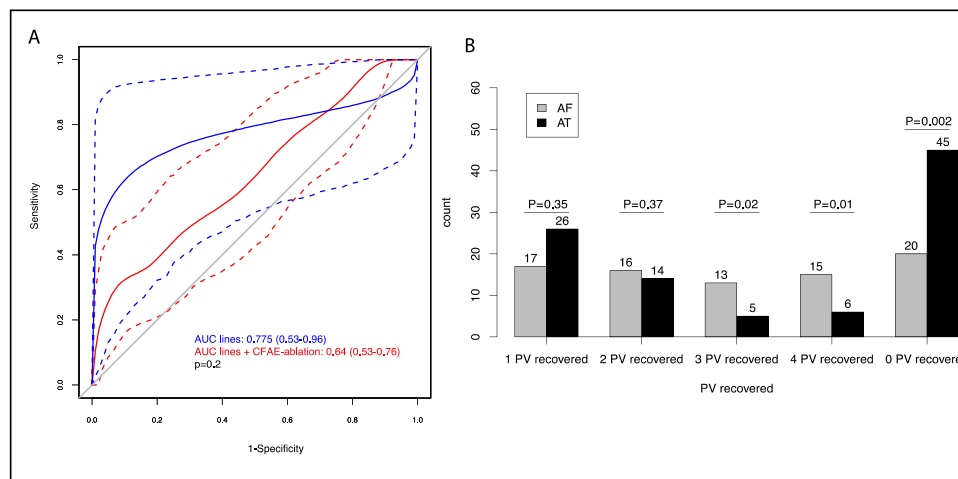 A
Sensitivity
1.0
0.8
0.6
0.4
0.2
0.0
AUC lines: 0.775 (0.53-0.96)
AUC lines + CFAE-ablation: 0.64 (0.53-0.76)
p=0.2
0.0 0.2 0.4 0.6 0.8 1.0
1-Specificity
B
count
60
50
40
30
20
10
0
AF
AT
P=0.35 P=0.37 P=0.02 P=0.01 P=0.002
17 26 16 14 13 5 15 6 20 45
1 PV recovered 2 PV recovered 3 PV recovered 4 PV recovered 0 PV recovered
PV recovered